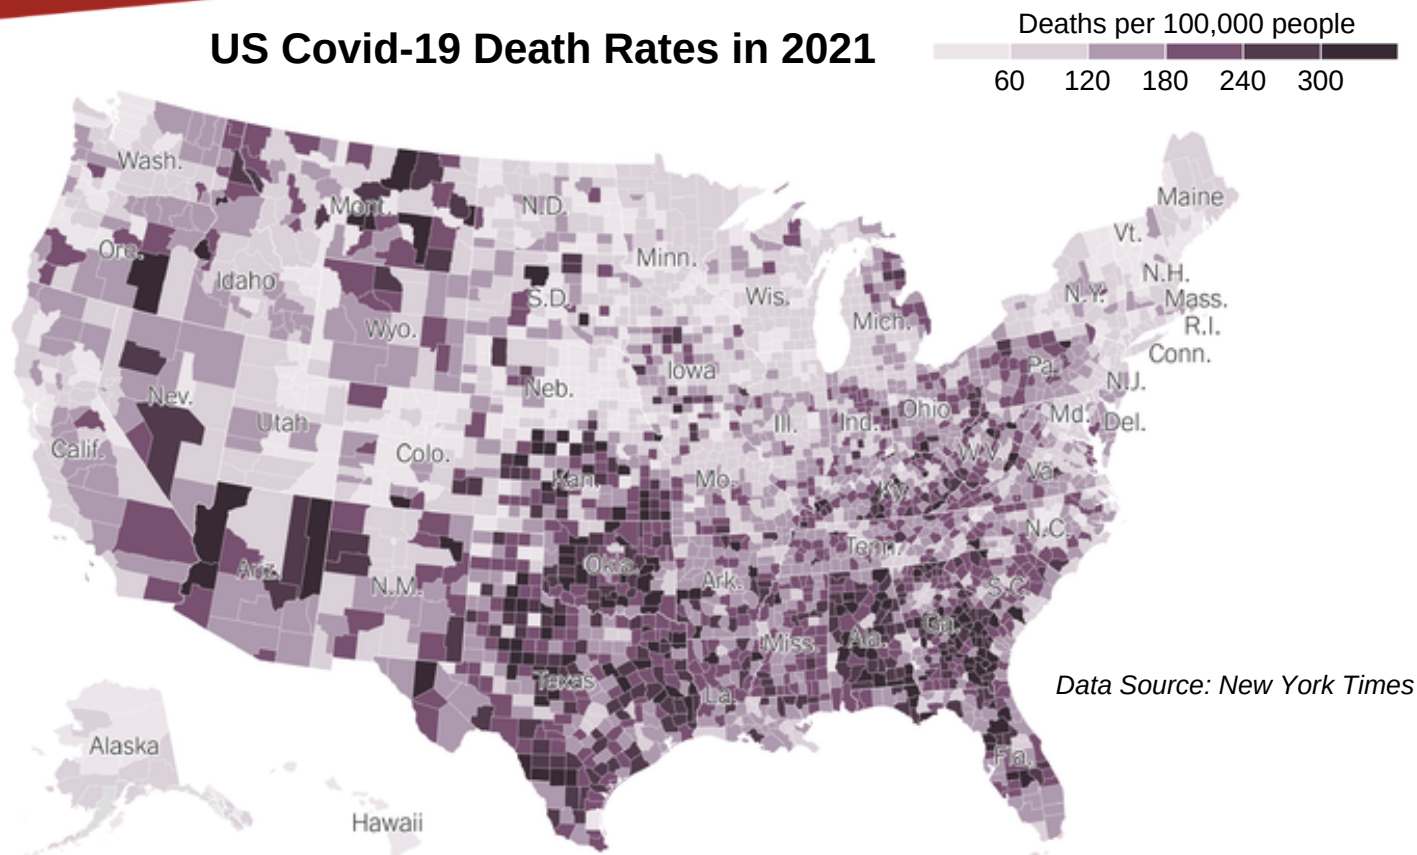 US Covid-19 Death Rates in 2021
Deaths per 100,000 people
60 120 180 240 300
Wash.
Mont.
N.D.
Maine
Ore.
Idaho
Minn.
Vt.
N.H.
S.D.
Wis.
N.Y.
Mass.
Wyo.
Mich.
R.I.
Conn.
Nev.
Neb.
Iowa
Pa.
N.J.
Utah
Colo.
Ill.
Ind.
Ohio
Md.
Del.
Calif.
Kan.
Mo.
Ky.
W.V.
Va.
Ariz.
N.M.
Okla.
Ark.
Tenn.
N.C.
S.C.
Texas
La.
Miss.
Ala.
Ga.
Data Source: New York Times
Alaska
Hawaii
Fla.